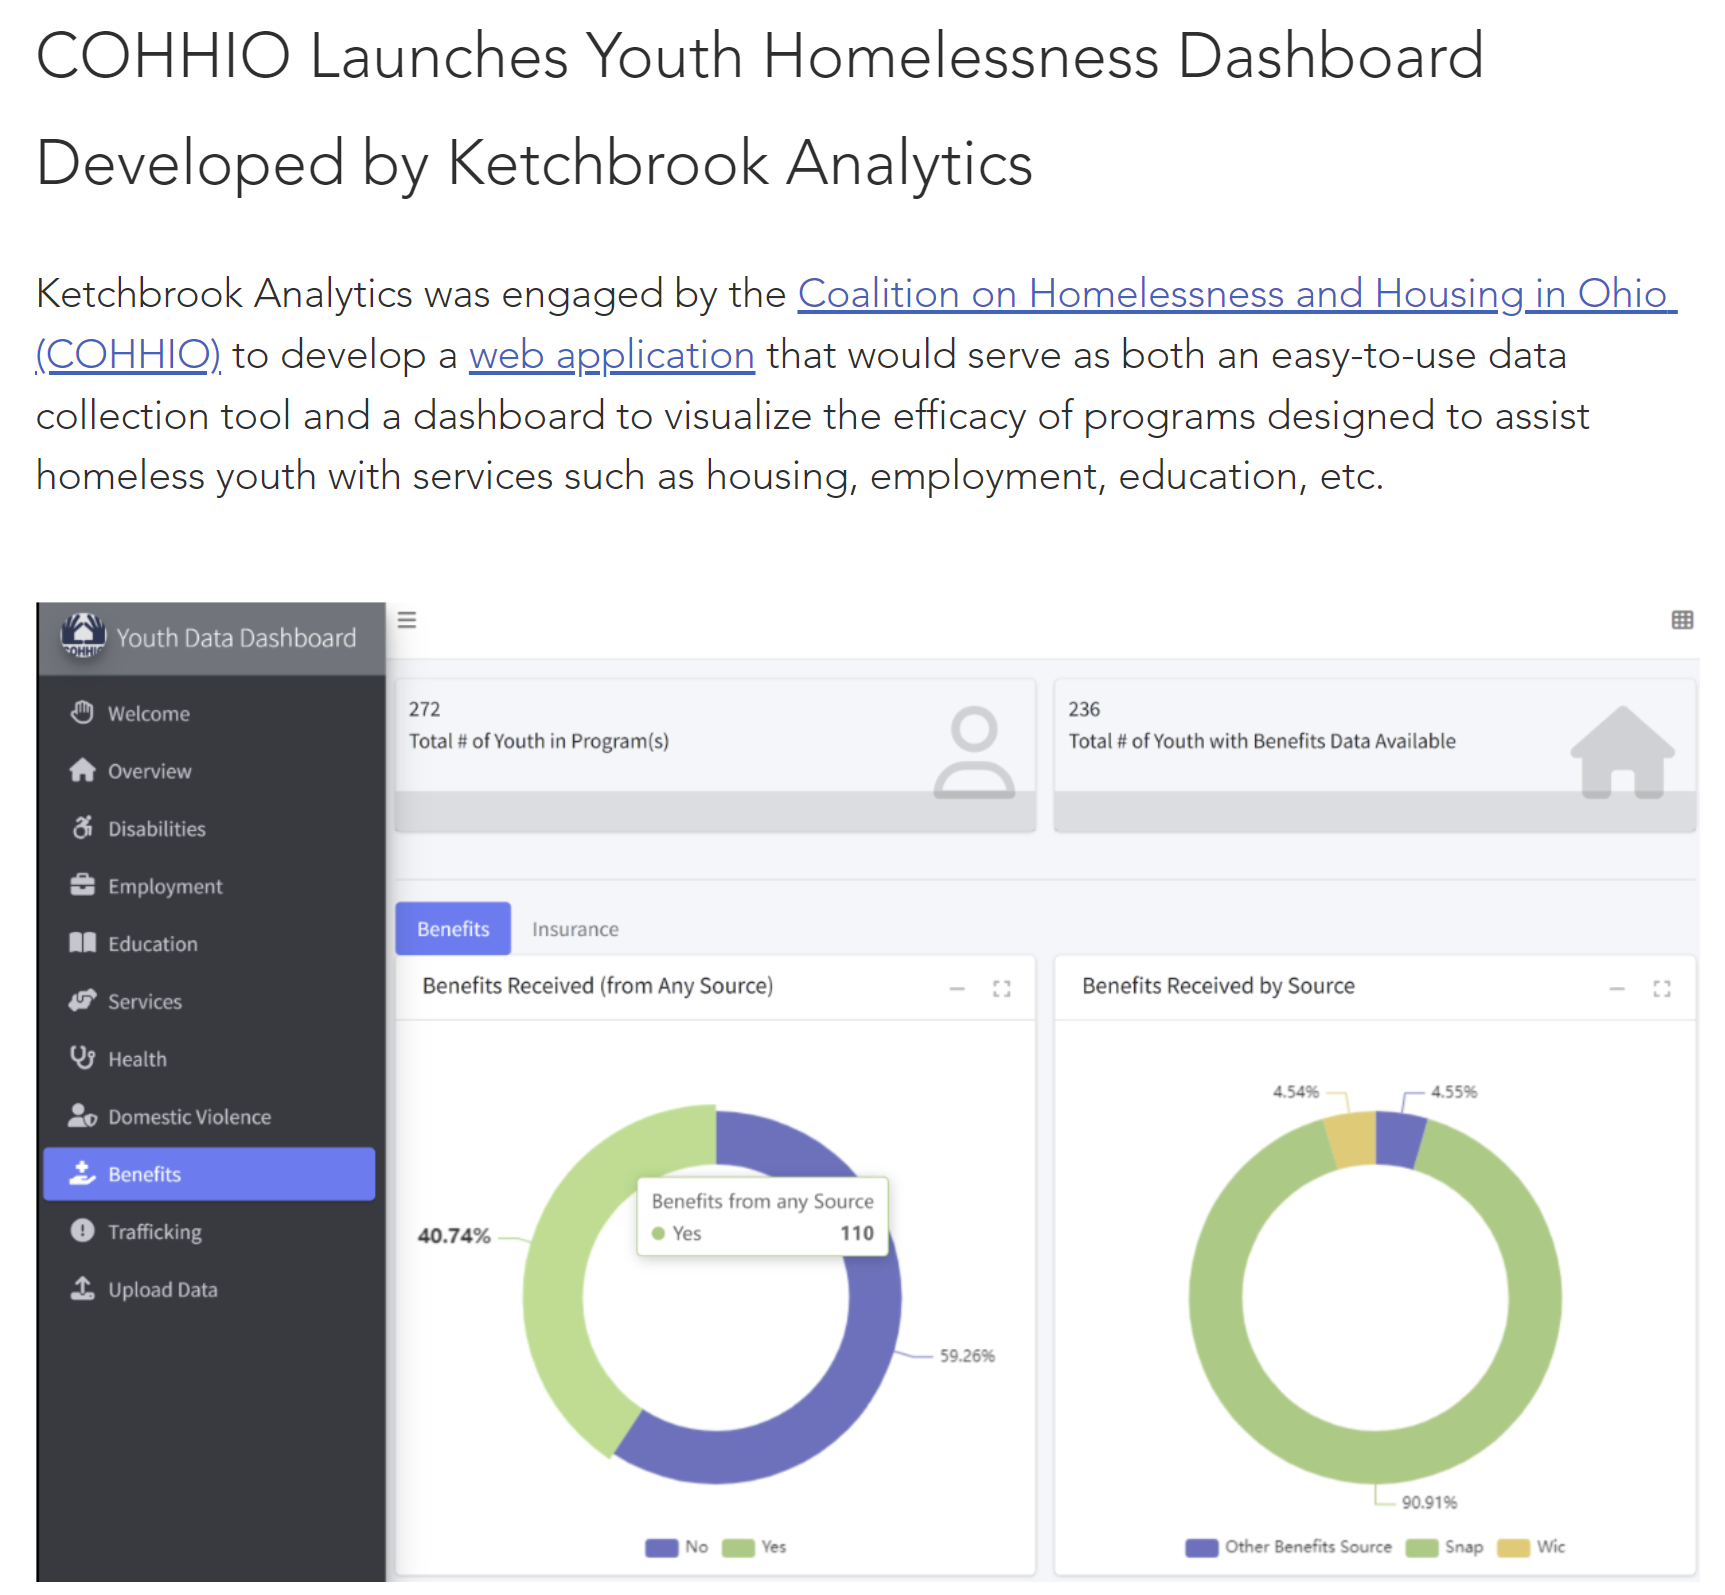 COHHIO Launches Youth Homelessness Dashboard
Developed by Ketchbrook Analytics
Ketchbrook Analytics was engaged by the Coalition on Homelessness and Housing in Ohio
(COHHIO) to develop a web application that would serve as both an easy-to-use data
collection tool and a dashboard to visualize the efficacy of programs designed to assist
homeless youth with services such as housing, employment, education, etc.
COHHIO
Youth Data Dashboard
Welcome
Overview
Disabilities
Employment
Education
Services
Health
Domestic Violence
Benefits
Trafficking
Upload Data
272
Total # of Youth in Program(s)
236
Total # of Youth with Benefits Data Available
Benefits
Insurance
Benefits Received (from Any Source)
40.74%
Benefits from any Source
Yes 110
59.26%
No Yes
Benefits Received by Source
4.54%
4.55%
90.91%
Other Benefits Source Snap Wic